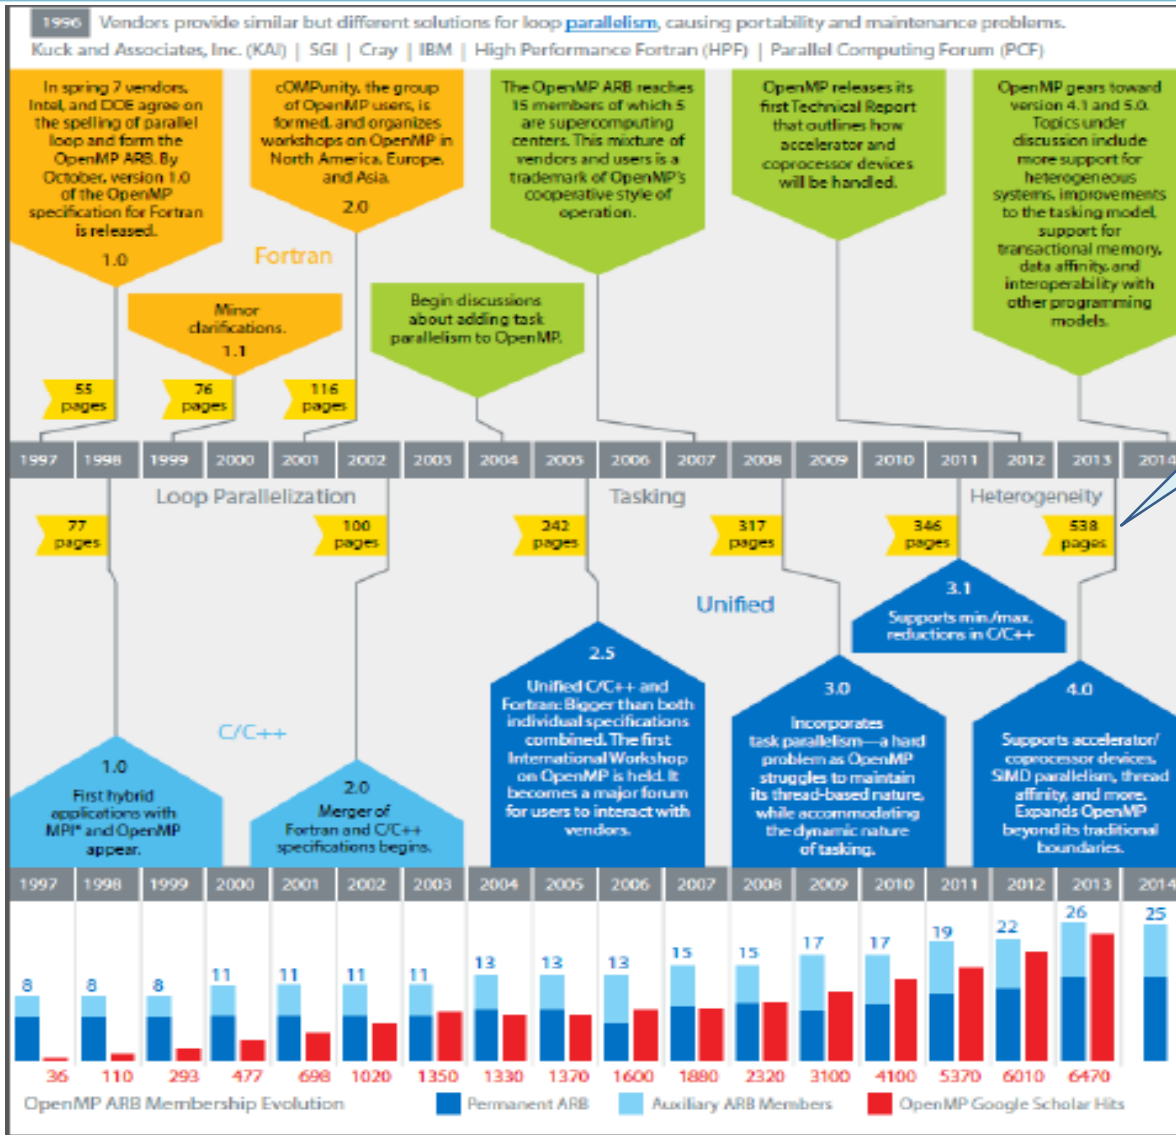 1996 Vendors provide similar but different solutions for loop parallelism, causing portability and maintenance problems.
Kuck and Associates, Inc. (KAI) | SGI | Cray | IBM | High Performance Fortran (HPF) | Parallel Computing Forum (PCF)
In spring 7 vendors,
Intel, and DOE agree on
the spelling of parallel
loop and form the
OpenMP ARB. By
October, version 1.0
of the OpenMP
specification for Fortran
is released.
1.0
cOMPunity, the group
of OpenMP users, is
formed, and organizes
workshops on OpenMP in
North America, Europe,
and Asia.
2.0
The OpenMP ARB reaches
15 members of which 5
are supercomputing
centers. This mixture of
vendors and users is a
trademark of OpenMP's
cooperative style of
operation.
OpenMP releases its
first Technical Report
that outlines how
accelerator and
coprocessor devices
will be handled.
OpenMP gears toward
version 4.1 and 5.0.
Topics under
discussion include
more support for
heterogeneous
systems, improvements
to the tasking model,
support for
transactional memory,
data affinity, and
interoperability with
other programming
models.
Fortran
Minor
clarifications.
1.1
Begin discussions
about adding task
parallelism to OpenMP.
55
pages
76
pages
116
pages
1997 1998 1999 2000 2001 2002 2003 2004 2005 2006 2007 2008 2009 2010 2011 2012 2013 2014
Loop Parallelization Tasking Heterogeneity
77
pages
100
pages
242
pages
317
pages
346
pages
538
pages
Unified
3.1
Supports min./max.
reductions in C/C++
2.5
Unified C/C++ and
Fortran: Bigger than both
individual specifications
combined. The first
International Workshop
on OpenMP is held. It
becomes a major forum
for users to interact with
vendors.
3.0
Incorporates
task parallelism—a hard
problem as OpenMP
struggles to maintain
its thread-based nature,
while accommodating
the dynamic nature
of tasking.
4.0
Supports accelerator/
coprocessor devices,
SIMD parallelism, thread
affinity, and more.
Expands OpenMP
beyond its traditional
boundaries.
C/C++
1.0
First hybrid
applications with
MPI* and OpenMP
appear.
2.0
Merger of
Fortran and C/C++
specifications begins.
1997 1998 1999 2000 2001 2002 2003 2004 2005 2006 2007 2008 2009 2010 2011 2012 2013 2014
8 8 8 11 11 11 11 13 13 13 15 15 17 17 19 22 26 25
36 110 293 477 698 1020 1350 1330 1370 1600 1880 2320 3100 4100 5370 6010 6470
OpenMP ARB Membership Evolution Permanent ARB Auxiliary ARB Members OpenMP Google Scholar Hits